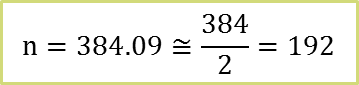 n = 384.09 ≅ 384/2 = 192